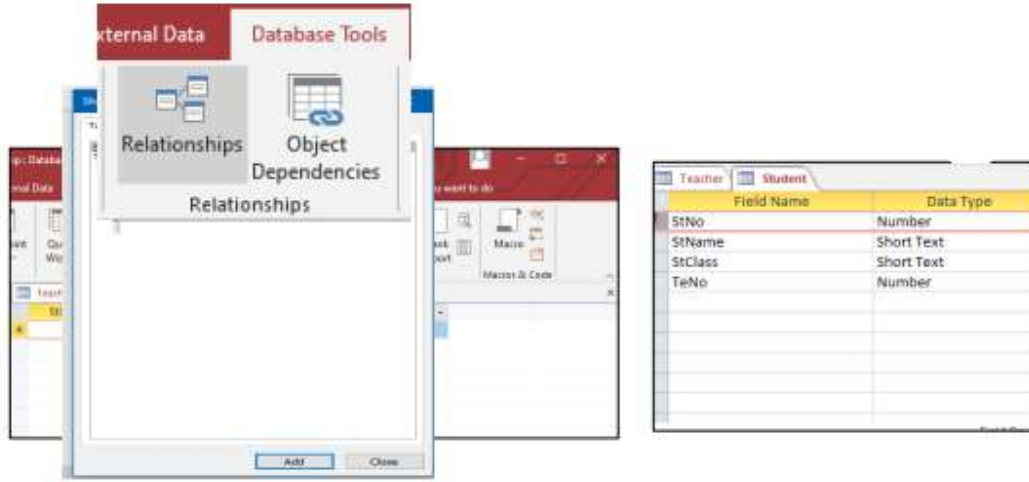 xternal Data Database Tools
Relationships
Object
Dependencies
Relationships
Macro
Macros & Code
Add Close
Teacher Student
Field Name Data Type
StNo Number
StName Short Text
StClass Short Text
TeNo Number